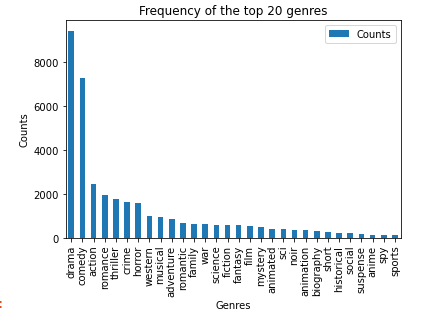 Frequency of the top 20 genres
Counts
8000
6000
4000
2000
0
Counts
drama
comedy
action
romance
thriller
crime
horror
western
musical
adventure
romantic
family
war
science
fiction
fantasy
film
mystery
animated
sci
noir
animation
biography
short
historical
social
suspense
anime
spy
sports
Genres
: